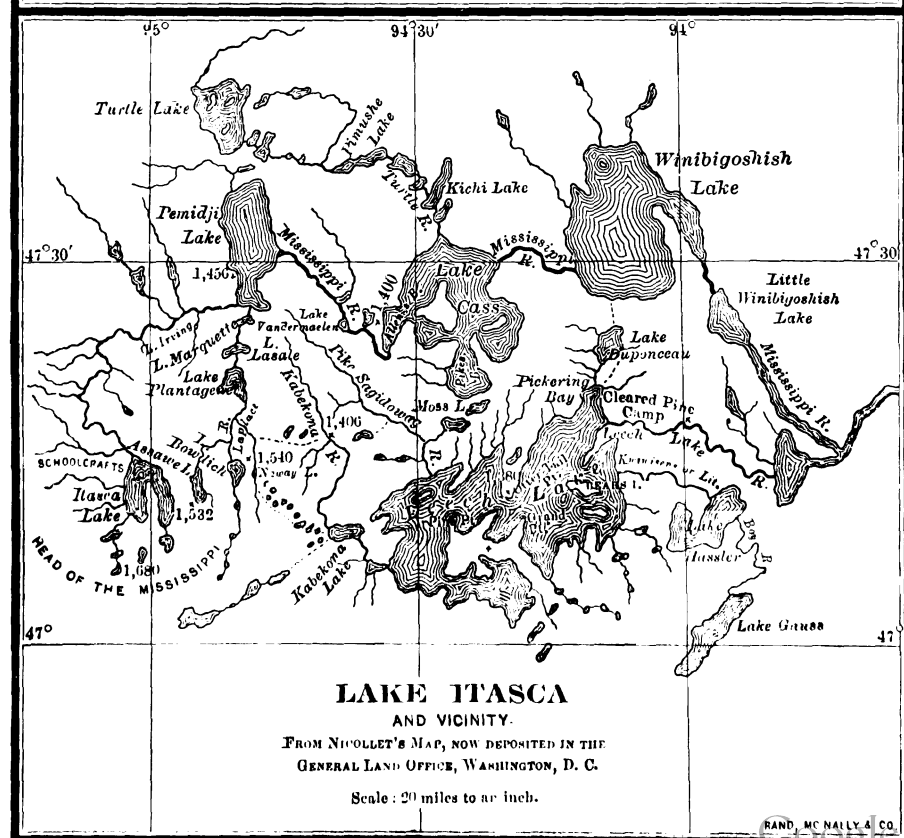 95°
94°30'
94°
Turtle Lake
Pimushe
Lake
Turtle R.
Kichi Lake
Winibigoshish
Lake
Pemidji
Lake
Mississippi
R.
Mississippi
R.
47°30'
47°30'
1,456
1,400
Lake
Cass
Little
Winibigoshish
Lake
Lake
Vandermaelen
L. Irving
L. Marquette
L.
Lasale
Lake
Plantagenet
Pike
Sagidowag
Kabekona
R.
Lake
Duponceau
Pickering
Bay
Cleared Pine
Camp
Mississippi R.
Moss L.
1,406
R.
Leech
Lake
R.
Assawe L.
Bowditch
L.
Laplace
R.
1,540
SCHOOLCRAFTS I.
Itasca
Lake
1,532
BEARS I.
Lake
Hassler
Boy
R.
HEAD OF THE MISSISSIPPI
1,680
Kabekona
Lake
Lake Gauss
47°
47°
LAKE ITASCA
AND VICINITY.
FROM NICOLLET'S MAP, NOW DEPOSITED IN THE
GENERAL LAND OFFICE, WASHINGTON, D. C.
Scale: 20 miles to an inch.
RAND, MCNALLY & CO.
Google